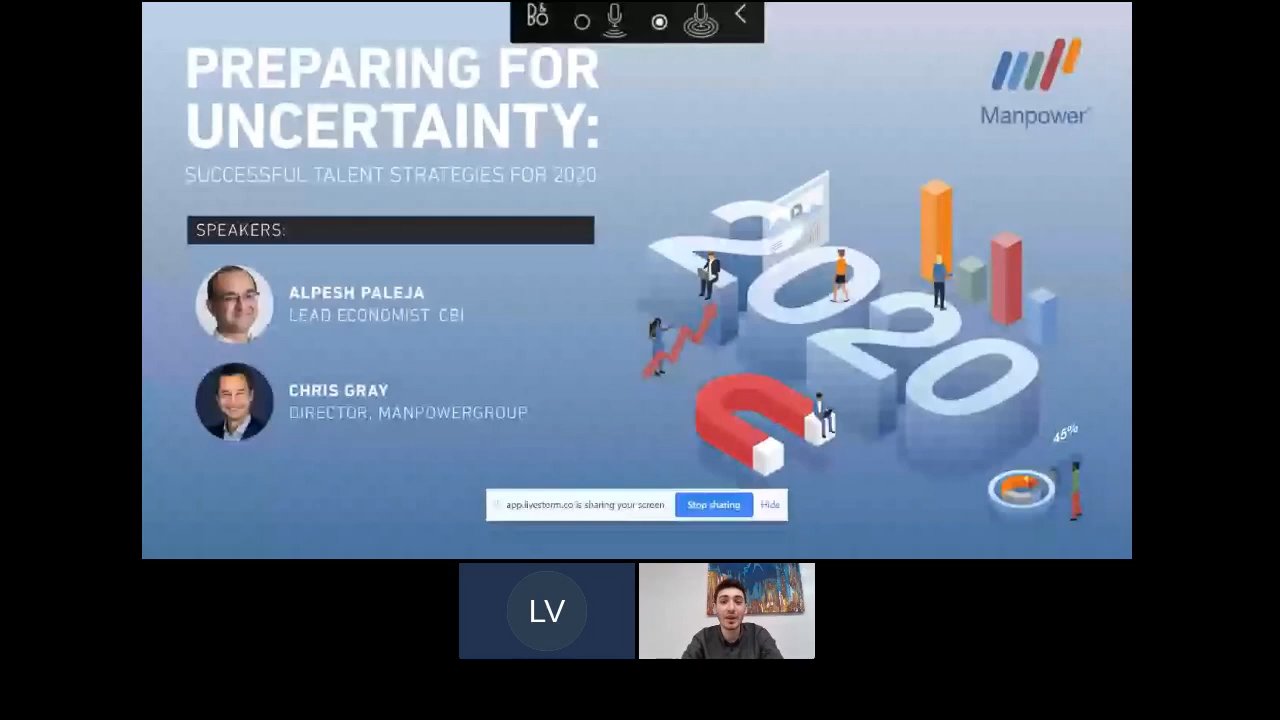 B&O
PREPARING FOR
UNCERTAINTY:
SUCCESSFUL TALENT STRATEGIES FOR 2020
Manpower
SPEAKERS:
ALPESH PALEJA
LEAD ECONOMIST CBI
2020
CHRIS GRAY
DIRECTOR, MANPOWERGROUP
45%
app.livestorm.co is sharing your screen
Stop sharing
Hide
LV